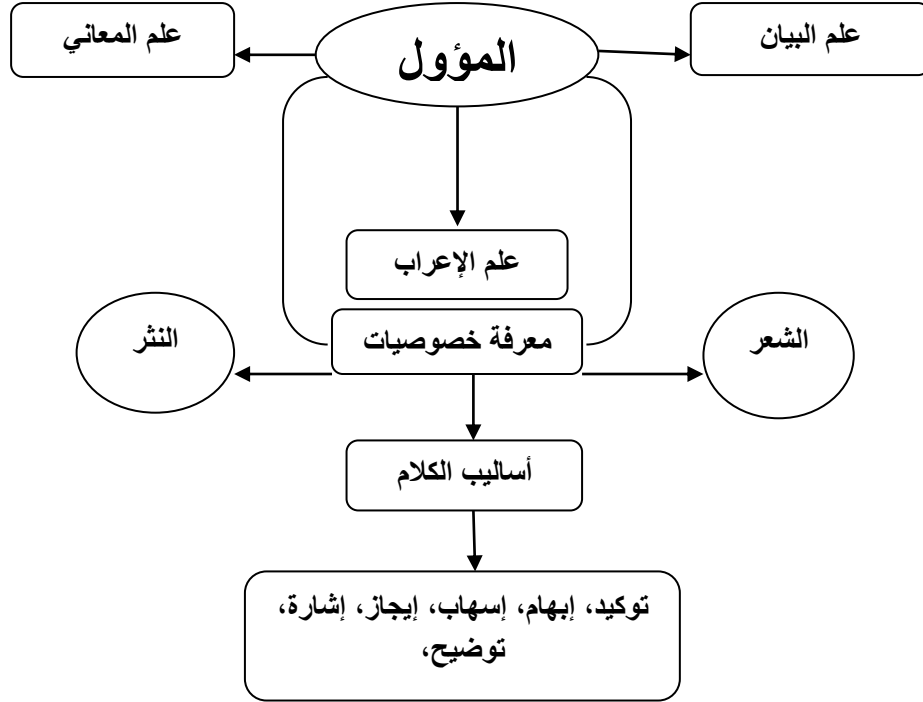 علم البيان
المؤول
علم المعاني
علم الإعراب
معرفة خصوصيات
الشعر
النثر
أساليب الكلام
توكيد، إبهام، إسهاب، إيجاز، إشارة،
توضيح،